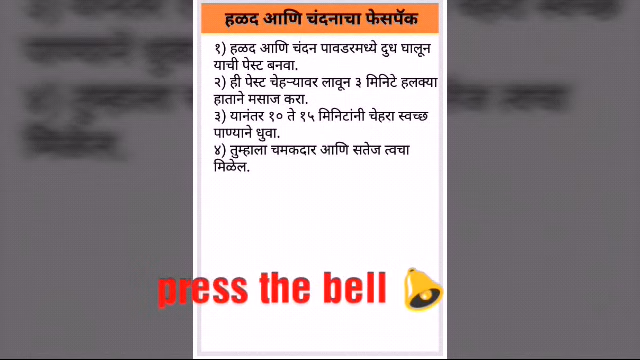 हळद आणि चंदनाचा फेसपॅक
१) हळद आणि चंदन पावडरमध्ये दुध घालून
याची पेस्ट बनवा.
२) ही पेस्ट चेहऱ्यावर लावून ३ मिनिटे हलक्या
हाताने मसाज करा.
३) यानंतर १० ते १५ मिनिटांनी चेहरा स्वच्छ
पाण्याने धुवा.
४) तुम्हाला चमकदार आणि सतेज त्वचा
मिळेल.
press the bell